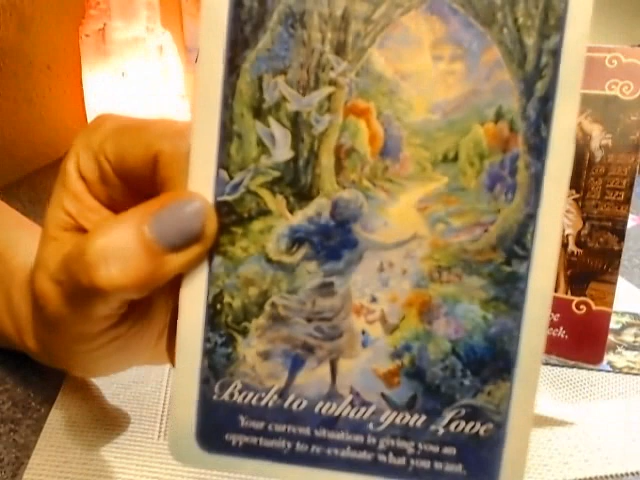 Back to what you Love
Your current situation is giving you an
opportunity to re-evaluate what you want.